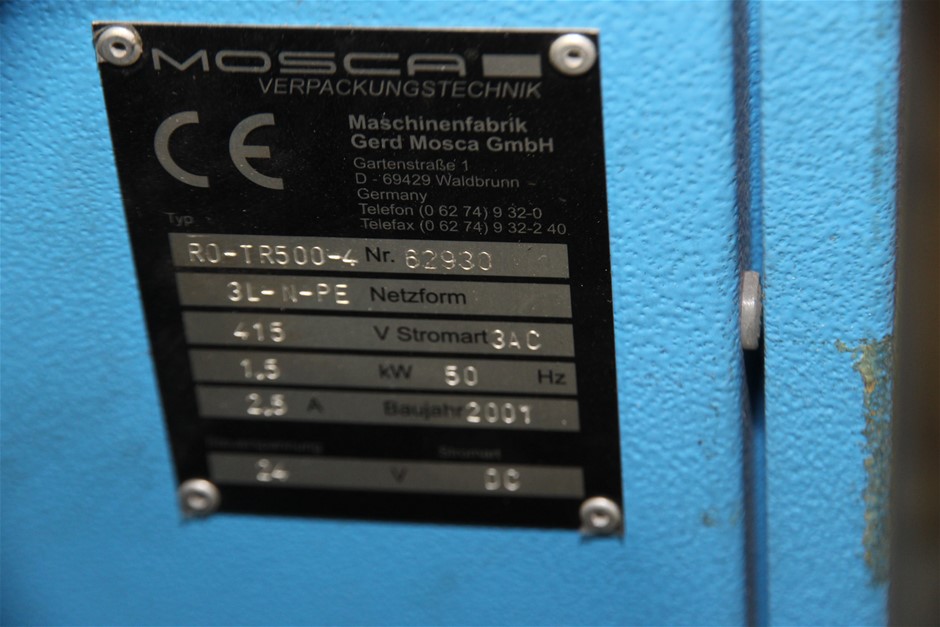 MOSCA
VERPACKUNGSTECHNIK
CE
Maschinenfabrik
Gerd Mosca GmbH
Gartenstraße 1
D - 69429 Waldbrunn
Germany
Telefon (0 62 74) 9 32-0
Telefax (0 62 74) 9 32-2 40
Typ
RO-TR500-4 Nr. 62930
3L-N-PE Netzform
415 V Stromart 3AC
1.5 kW 50 Hz
2,5 A Baujahr 2001
Stromart
24 V DC